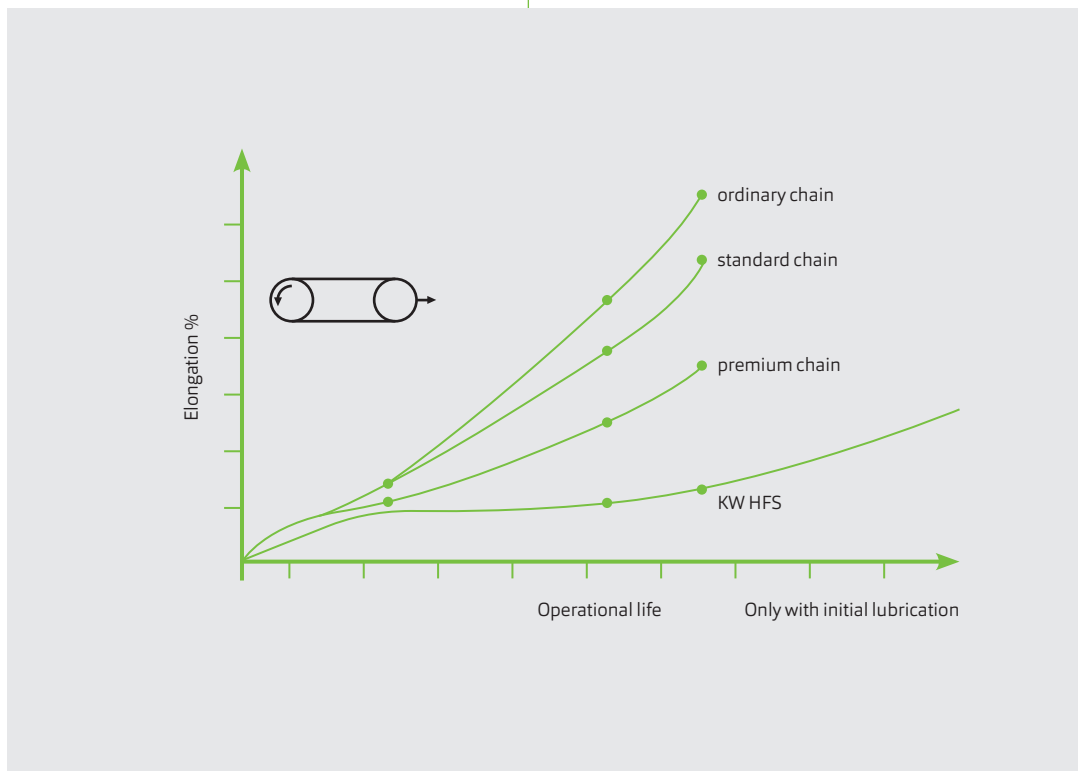 ordinary chain
standard chain
premium chain
KW HFS
Elongation %
Operational life
Only with initial lubrication